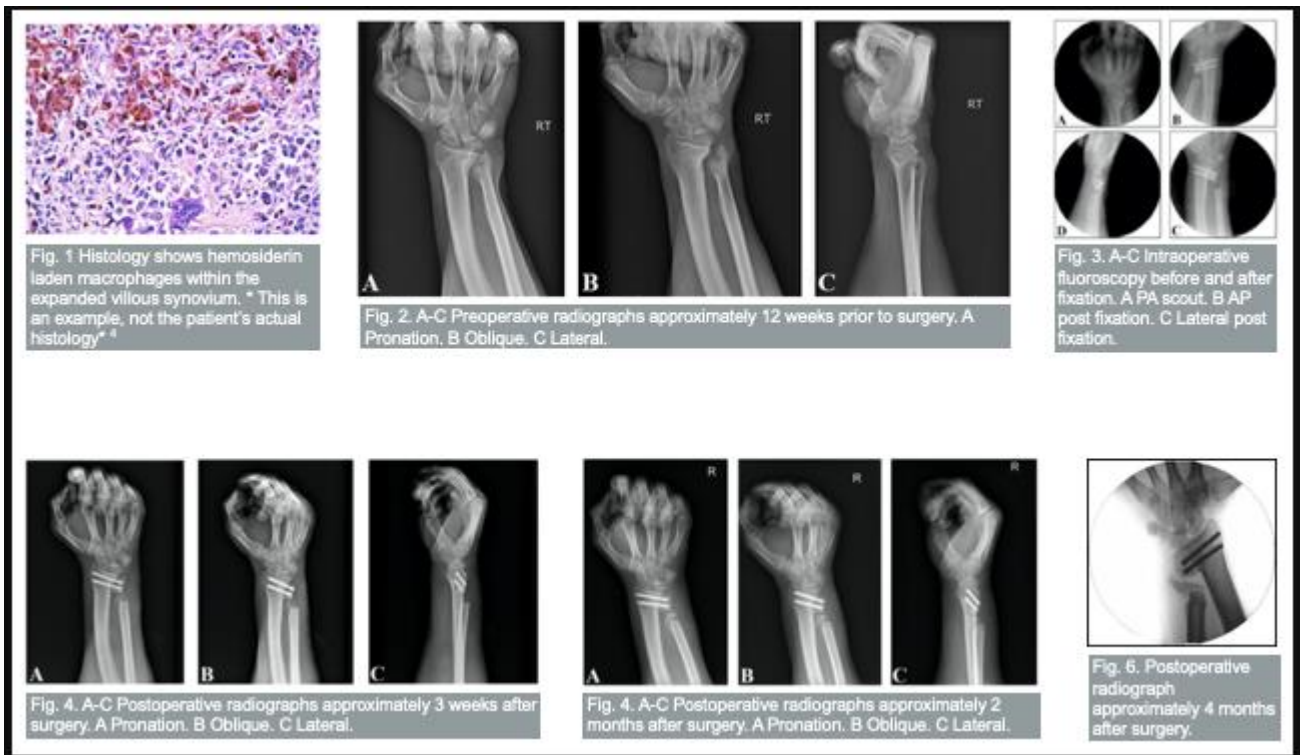 Fig. 1 Histology shows hemosiderin
laden macrophages within the
expanded villous synovium. * This is
an example, not the patient's actual
histology* 4
A
RT
B
RT
C
RT
Fig. 2. A-C Preoperative radiographs approximately 12 weeks prior to surgery. A
Pronation. B Oblique. C Lateral.
A
B
D
C
Fig. 3. A-C Intraoperative
fluoroscopy before and after
fixation. A PA scout. B AP
post fixation. C Lateral post
fixation.
A
B
C
Fig. 4. A-C Postoperative radiographs approximately 3 weeks after
surgery. A Pronation. B Oblique. C Lateral.
R
A
R
B
R
C
Fig. 4. A-C Postoperative radiographs approximately 2
months after surgery. A Pronation. B Oblique. C Lateral.
Fig. 6. Postoperative
radiograph
approximately 4 months
after surgery.